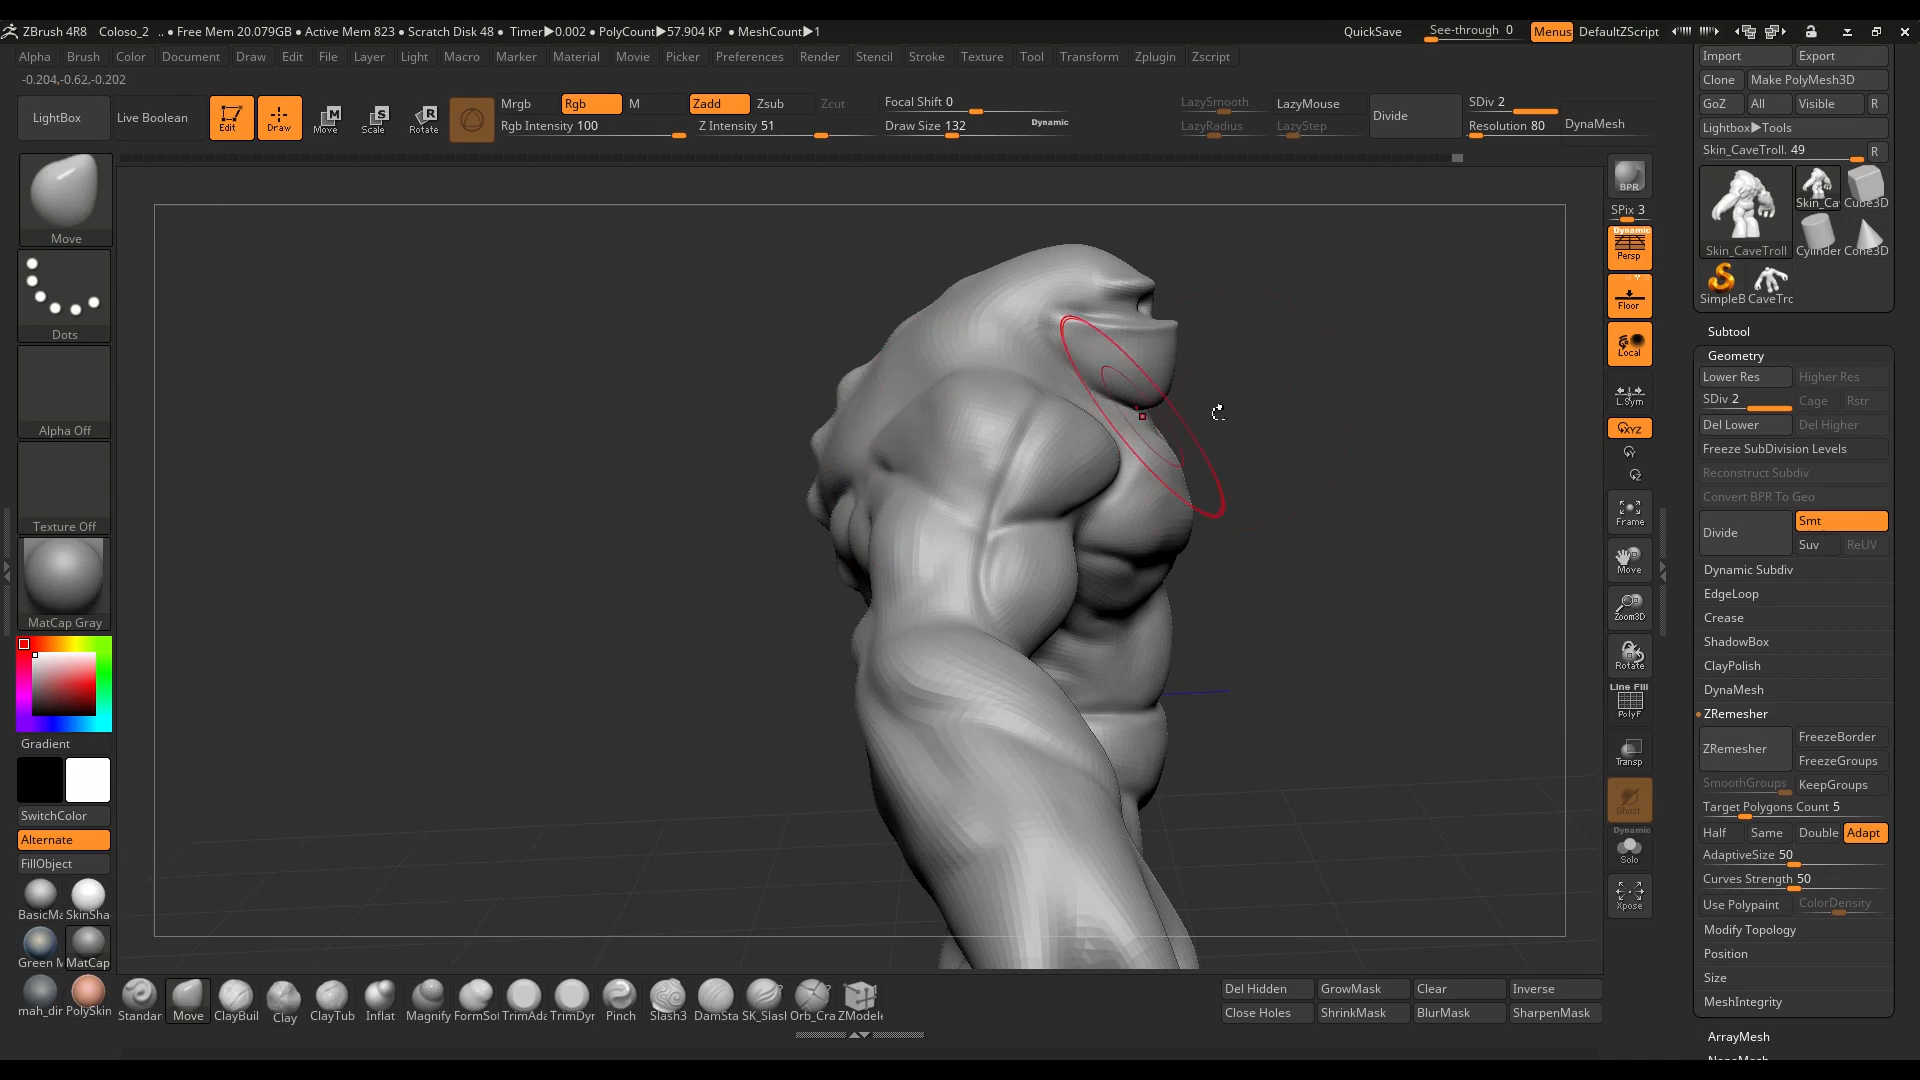 ZBrush 4R8 Coloso_2 .. ● Free Mem 20.079GB ● Active Mem 823 ● Scratch Disk 48 ● Timer▶0.002 ● PolyCount▶57.904 KP ● MeshCount▶1 QuickSave See-through 0 Menus DefaultZScript
Alpha Brush Color Document Draw Edit File Layer Light Macro Marker Material Movie Picker Preferences Render Stencil Stroke Texture Tool Transform Zplugin Zscript
-0.204,-0.62,-0.202
LightBox
Live Boolean
Edit
Draw
Move
Scale
Rotate
Mrgb Rgb M
Rgb Intensity 100
Zadd Zsub Zcut
Z Intensity 51
Focal Shift 0
Draw Size 132
Dynamic
LazySmooth
LazyRadius
LazyMouse
LazyStep
Divide
SDiv 2
Resolution 80
DynaMesh
Move
Dots
Alpha Off
Texture Off
MatCap Gray
Gradient
SwitchColor
Alternate
FillObject
BasicMa SkinSha
Green M MatCap
mah_dir PolySkin
BPR
SPix 3
Dynamic
Persp
Floor
Local
L.Sym
XYZ
Y
Z
Frame
Move
Zoom3D
Rotate
Line Fill
PolyF
Transp
Ghost
Dynamic
Solo
Xpose
Import Export
Clone Make PolyMesh3D
GoZ All Visible R
Lightbox▶Tools
Skin_CaveTroll. 49 R
Skin_CaveTroll
Skin_Ca Cube3D
Cylinder Cone3D
SimpleB CaveTrc
Subtool
Geometry
Lower Res Higher Res
SDiv 2 Cage Rstr
Del Lower Del Higher
Freeze SubDivision Levels
Reconstruct Subdiv
Convert BPR To Geo
Divide Smt
Suv ReUV
Dynamic Subdiv
EdgeLoop
Crease
ShadowBox
ClayPolish
DynaMesh
ZRemesher
ZRemesher FreezeBorder
FreezeGroups
SmoothGroups KeepGroups
Target Polygons Count 5
Half Same Double Adapt
AdaptiveSize 50
Curves Strength 50
Use Polypaint ColorDensity
Modify Topology
Position
Size
MeshIntegrity
ArrayMesh
NanoMesh
Standar Move ClayBuil Clay ClayTub Inflat Magnify FormSof TrimAda TrimDyr Pinch Slash3 DamSta SK_Slasl Orb_Cra ZModele
Del Hidden GrowMask Clear Inverse
Close Holes ShrinkMask BlurMask SharpenMask